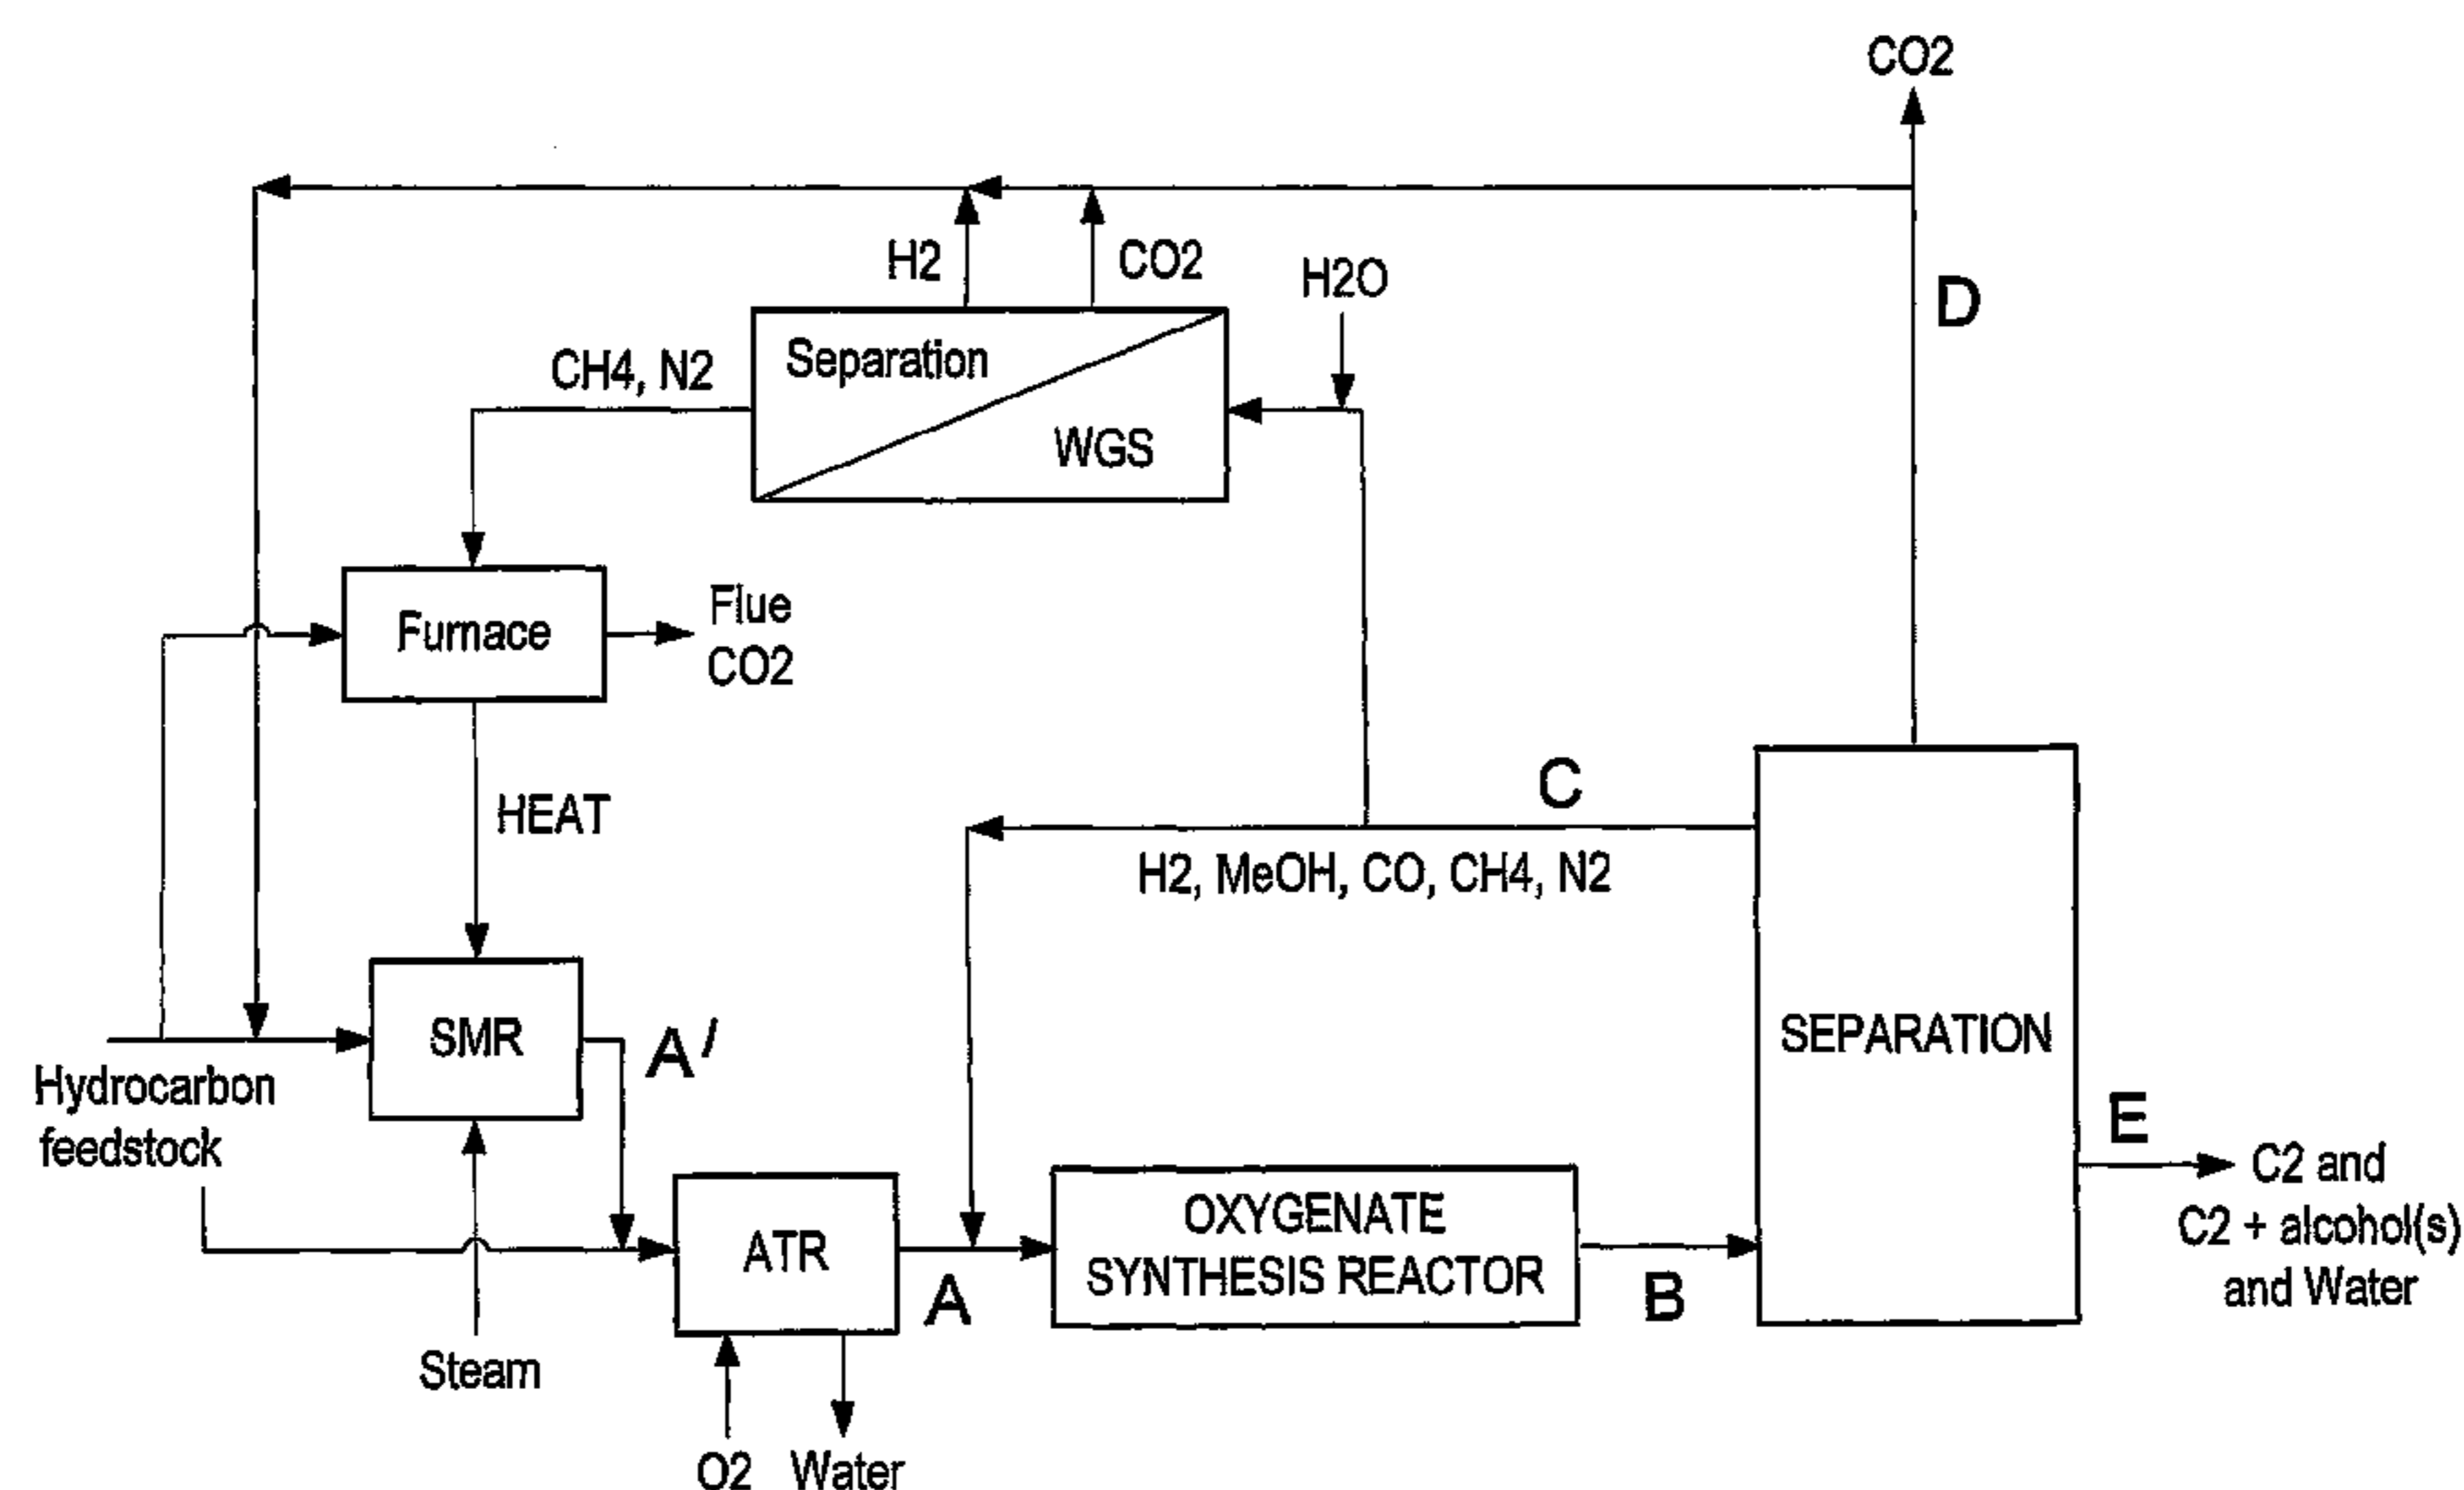 CO2
H2
CO2
H2O
D
Separation
CH4, N2
WGS
Furnace
Flue
CO2
C
HEAT
H2, MeOH, CO, CH4, N2
SMR
A/
SEPARATION
Hydrocarbon
feedstock
E
C2 and
C2 + alcohol(s)
and Water
ATR
OXYGENATE
SYNTHESIS REACTOR
A
B
Steam
O2
Water